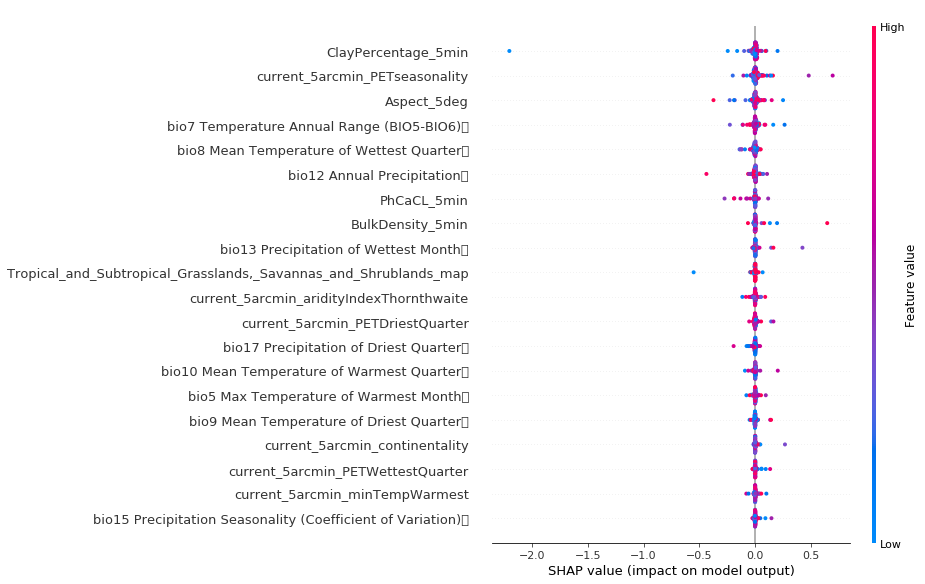 High
ClayPercentage_5min
current_5arcmin_PETseasonality
Aspect_5deg
bio7 Temperature Annual Range (BIO5-BIO6)
bio8 Mean Temperature of Wettest Quarter
bio12 Annual Precipitation
PhCaCL_5min
BulkDensity_5min
bio13 Precipitation of Wettest Month
Tropical_and_Subtropical_Grasslands,_Savannas_and_Shrublands_map
current_5arcmin_aridityIndexThornthwaite
current_5arcmin_PETDriestQuarter
bio17 Precipitation of Driest Quarter
bio10 Mean Temperature of Warmest Quarter
bio5 Max Temperature of Warmest Month
bio9 Mean Temperature of Driest Quarter
current_5arcmin_continentality
current_5arcmin_PETWettestQuarter
current_5arcmin_minTempWarmest
bio15 Precipitation Seasonality (Coefficient of Variation)
Feature value
Low
−2.0 −1.5 −1.0 −0.5 0.0 0.5
SHAP value (impact on model output)